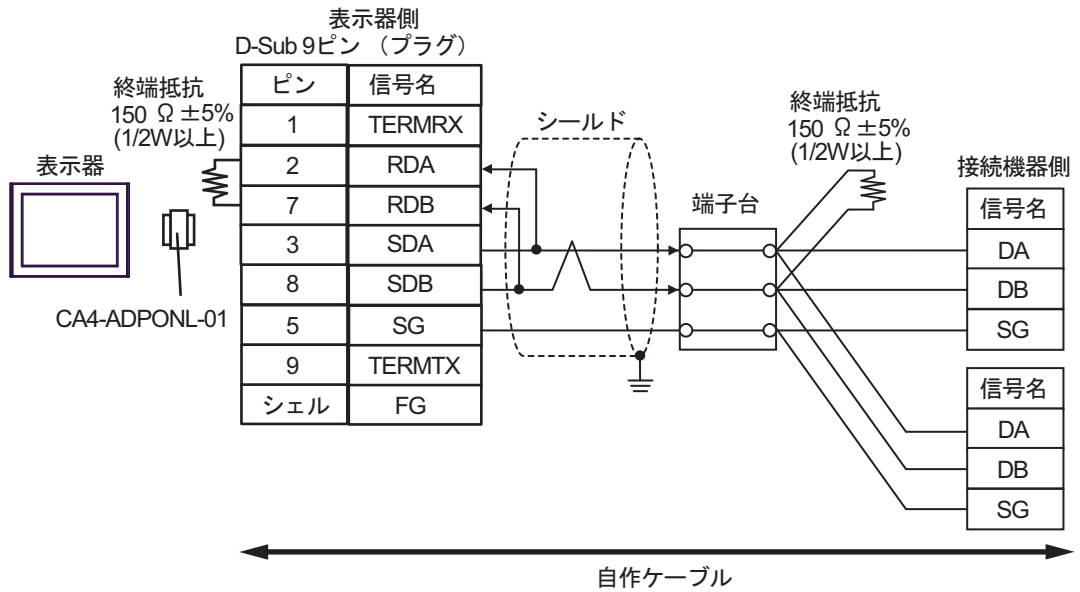 表示器側
D-Sub 9ピン （プラグ）
終端抵抗
150 Ω ±5%
(1/2W以上)
表示器
CA4-ADPONL-01
ピン 信号名
1 TERMRX
2 RDA
7 RDB
3 SDA
8 SDB
5 SG
9 TERMTX
シェル FG
シールド
端子台
終端抵抗
150 Ω ±5%
(1/2W以上)
接続機器側
信号名
DA
DB
SG
信号名
DA
DB
SG
自作ケーブル